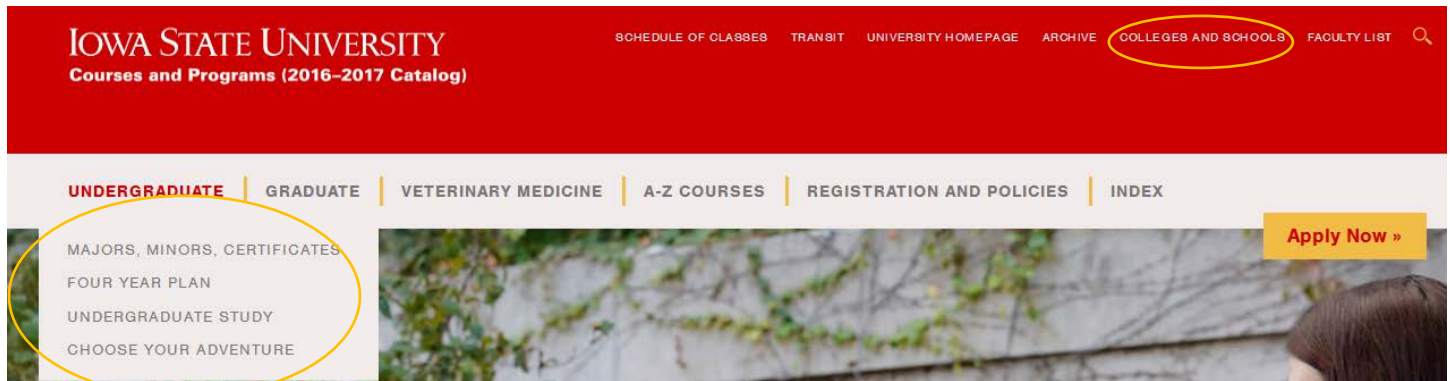 IOWA STATE UNIVERSITY
Courses and Programs (2016–2017 Catalog)
SCHEDULE OF CLASSES TRANSIT UNIVERSITY HOMEPAGE ARCHIVE COLLEGES AND SCHOOLS FACULTY LIST
UNDERGRADUATE GRADUATE VETERINARY MEDICINE A-Z COURSES REGISTRATION AND POLICIES INDEX
Apply Now »
MAJORS, MINORS, CERTIFICATES
FOUR YEAR PLAN
UNDERGRADUATE STUDY
CHOOSE YOUR ADVENTURE